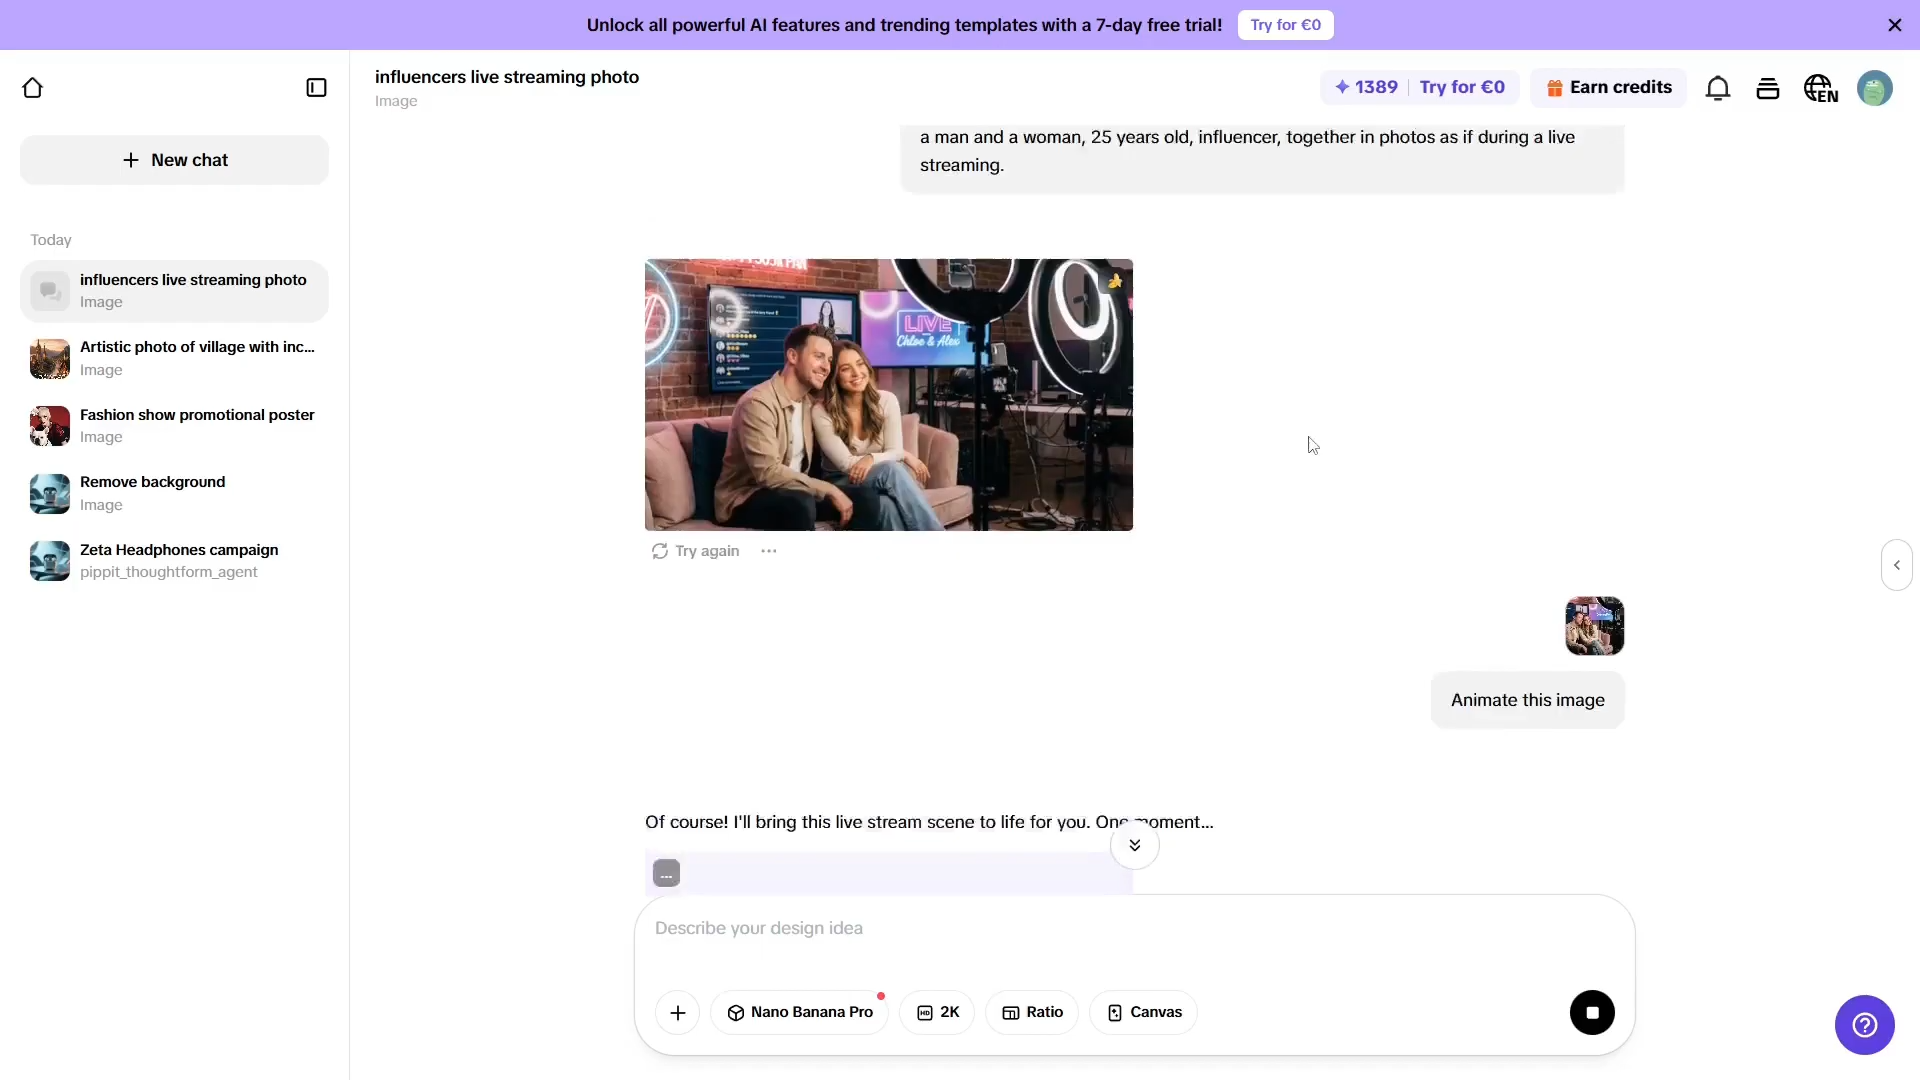 Unlock all powerful AI features and trending templates with a 7-day free trial!
Try for €0
influencers live streaming photo
Image
1389
Try for €0
Earn credits
EN
New chat
Today
influencers live streaming photo
Image
Artistic photo of village with inc...
Image
Fashion show promotional poster
Image
Remove background
Image
Zeta Headphones campaign
pippit_thoughtform_agent
a man and a woman, 25 years old, influencer, together in photos as if during a live
streaming.
LIVE
Chloe & Alex
Try again
Animate this image
Of course! I'll bring this live stream scene to life for you. One moment...
...
Describe your design idea
Nano Banana Pro
HD
2K
Ratio
Canvas